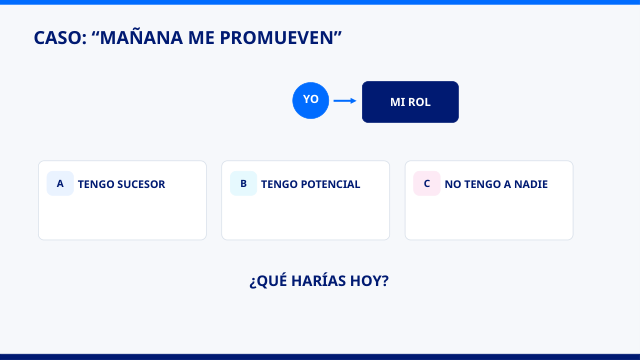 CASO: “MAÑANA ME PROMUEVEN”
YO
MI ROL
A TENGO SUCESOR
B TENGO POTENCIAL
C NO TENGO A NADIE
¿QUÉ HARÍAS HOY?